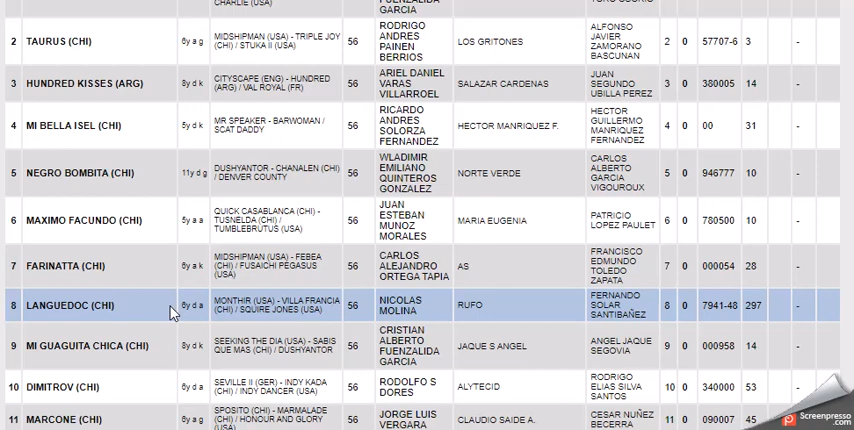 CHARLIE (USA)
FUENZALIDA
GARCIA
2 TAURUS (CHI) 6y a g MIDSHIPMAN (USA) - TRIPLE JOY (CHI) / STUKA II (USA) 56 RODRIGO ANDRES PAINEN BERRIOS LOS GRITONES ALFONSO JAVIER ZAMORANO BASCUNAN 2 0 57707-6 3 -
3 HUNDRED KISSES (ARG) 8y d k CITYSCAPE (ENG) - HUNDRED (ARG) / VAL ROYAL (FR) 56 ARIEL DANIEL VARAS VILLARROEL SALAZAR CARDENAS JUAN SEGUNDO UBILLA PEREZ 3 0 380005 14 -
4 MI BELLA ISEL (CHI) 5y d k MR SPEAKER - BARWOMAN / SCAT DADDY 56 RICARDO ANDRES SOLORZA FERNANDEZ HECTOR MANRIQUEZ F. HECTOR GUILLERMO MANRIQUEZ FERNANDEZ 4 0 00 31 -
5 NEGRO BOMBITA (CHI) 11y d g DUSHYANTOR - CHANALEN (CHI) / DENVER COUNTY 56 WLADIMIR EMILIANO QUINTEROS GONZALEZ NORTE VERDE CARLOS ALBERTO GARCIA VIGOUROUX 5 0 946777 10 -
6 MAXIMO FACUNDO (CHI) 5y a a QUICK CASABLANCA (CHI) - TUSNELDA (CHI) / TUMBLEBRUTUS (USA) 56 JUAN ESTEBAN MUNOZ MORALES MARIA EUGENIA PATRICIO LOPEZ PAULET 6 0 780500 10 -
7 FARINATTA (CHI) 6y a k MIDSHIPMAN (USA) - FEBEA (CHI) / FUSAICHI PEGASUS (USA) 56 CARLOS ALEJANDRO ORTEGA TAPIA AS FRANCISCO EDMUNDO TOLEDO ZAPATA 7 0 000054 28 -
8 LANGUEDOC (CHI) 6y d a MONTHIR (USA) - VILLA FRANCIA (CHI) / SQUIRE JONES (USA) 56 NICOLAS MOLINA RUFO FERNANDO SOLAR SANTIBAÑEZ 8 0 7941-48 297 -
9 MI GUAGUITA CHICA (CHI) 8y d k SEEKING THE DIA (USA) - SABIS QUE MAS (CHI) / DUSHYANTOR 56 CRISTIAN ALBERTO FUENZALIDA GARCIA JAQUE S ANGEL ANGEL JAQUE SEGOVIA 9 0 000958 14 -
10 DIMITROV (CHI) 6y d a SEVILLE II (GER) - INDY KADA (CHI) / INDY DANCER (USA) 56 RODOLFO S DORES ALYTECID RODRIGO ELIAS SILVA SANTOS 10 0 340000 53 -
11 MARCONE (CHI) 6y a g SPOSITO (CHI) - MARMALADE (CHI) / HONOUR AND GLORY (USA) 56 JORGE LUIS VERGARA CLAUDIO SAIDE A. CESAR NUÑEZ BECERRA 11 0 090007 45 -
Screenpresso
.com